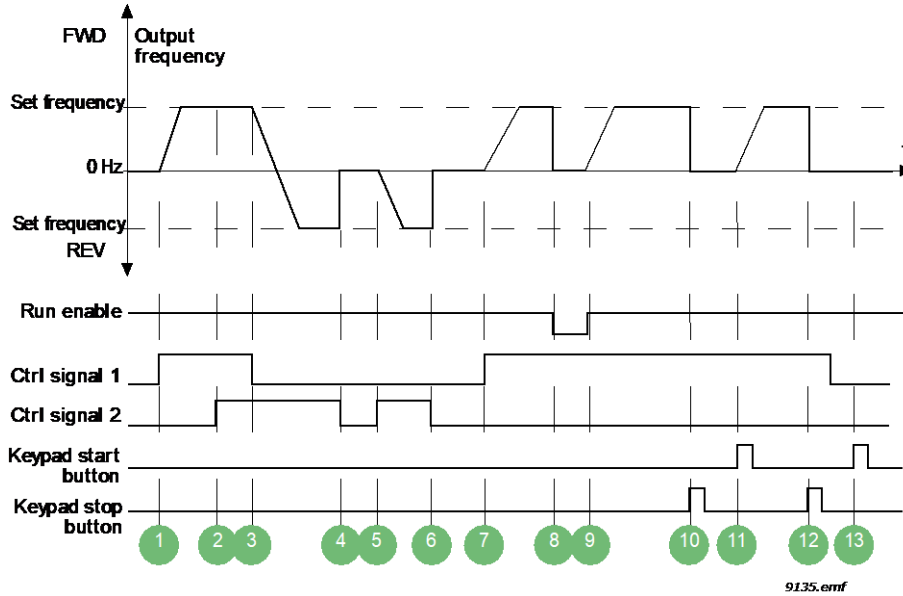 FWD
Output
frequency
Set frequency
0 Hz
Set frequency
REV
Run enable
Ctrl signal 1
Ctrl signal 2
Keypad start
button
Keypad stop
button
1 2 3 4 5 6 7 8 9 10 11 12 13
9135.emf